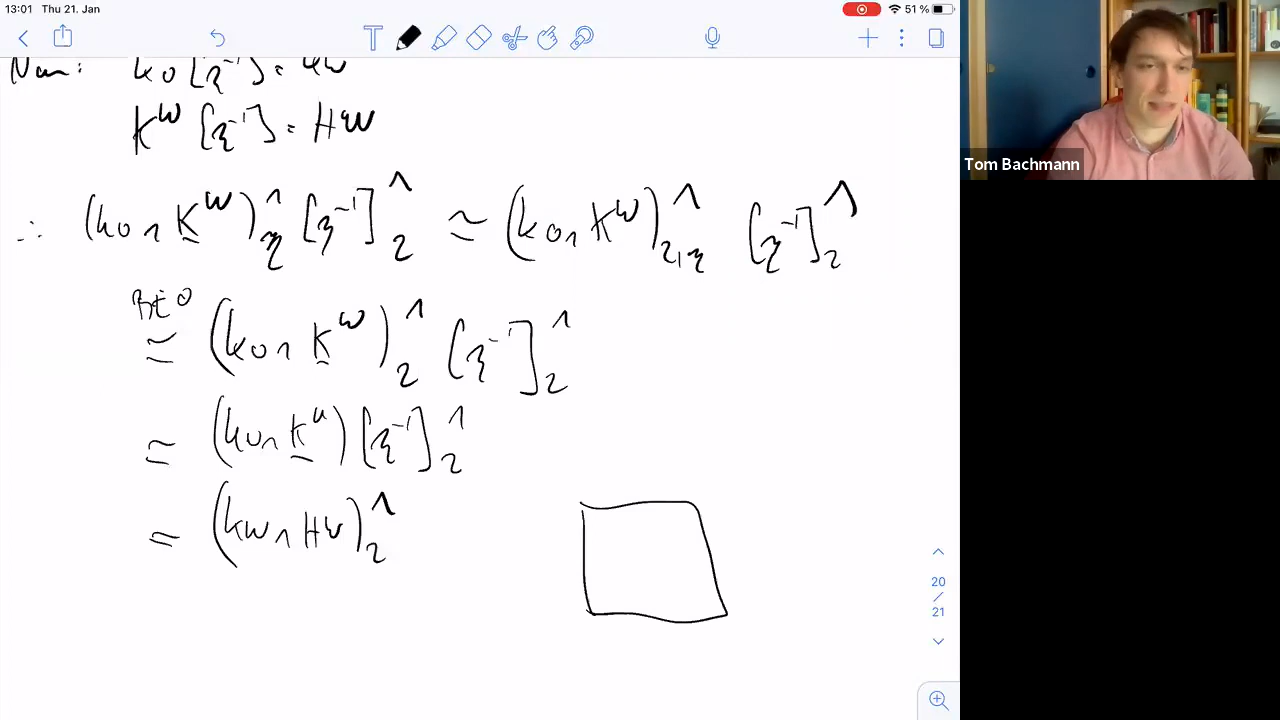 13:01 Thu 21. Jan 51 %
ko[η⁻¹] = kw
K^W[η⁻¹] = HW
∴ (ko ∧ K^W)^∧_η [η⁻¹]^∧_2 ≃ (ko ∧ K^W)^∧_{2,η} [η⁻¹]^∧_2
≃ (ko ∧ K^W)^∧_2 [η⁻¹]^∧_2
≃ (ko ∧ K^W)[η⁻¹]^∧_2
= (kw ∧ HW)^∧_2
Tom Bachmann
20
/
21